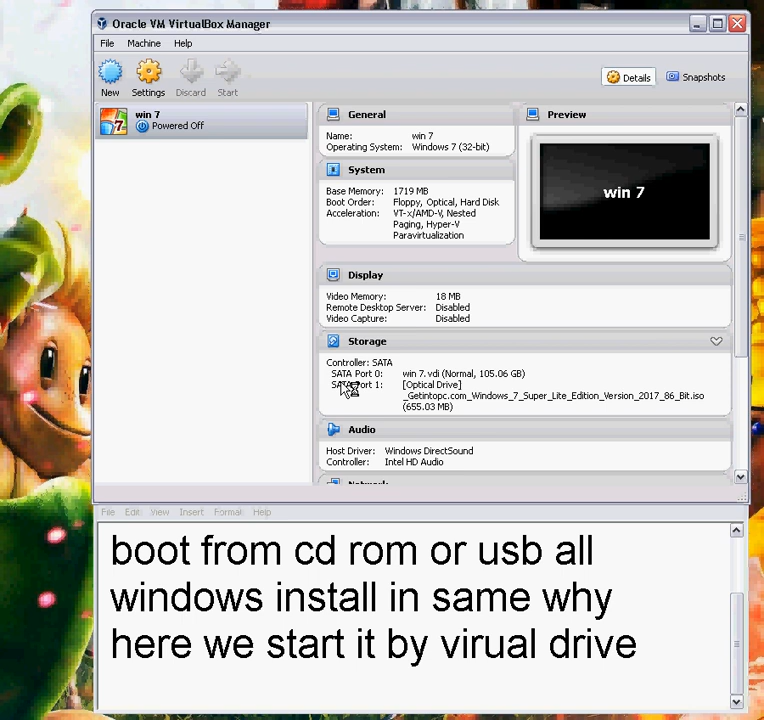 Oracle VM VirtualBox Manager
File Machine Help
New Settings Discard Start Details Snapshots
win 7
Powered Off
General
Name: win 7
Operating System: Windows 7 (32-bit)
System
Base Memory: 1719 MB
Boot Order: Floppy, Optical, Hard Disk
Acceleration: VT-x/AMD-V, Nested
Paging, Hyper-V
Paravirtualization
Preview
win 7
Display
Video Memory: 18 MB
Remote Desktop Server: Disabled
Video Capture: Disabled
Storage
Controller: SATA
SATA Port 0: win 7.vdi (Normal, 105.06 GB)
SATA Port 1: [Optical Drive]
_Getintopc.com_Windows_7_Super_Lite_Edition_Version_2017_86_Bit.iso
(655.03 MB)
Audio
Host Driver: Windows DirectSound
Controller: Intel HD Audio
Network
File Edit View Insert Format Help
boot from cd rom or usb all
windows install in same why
here we start it by virual drive